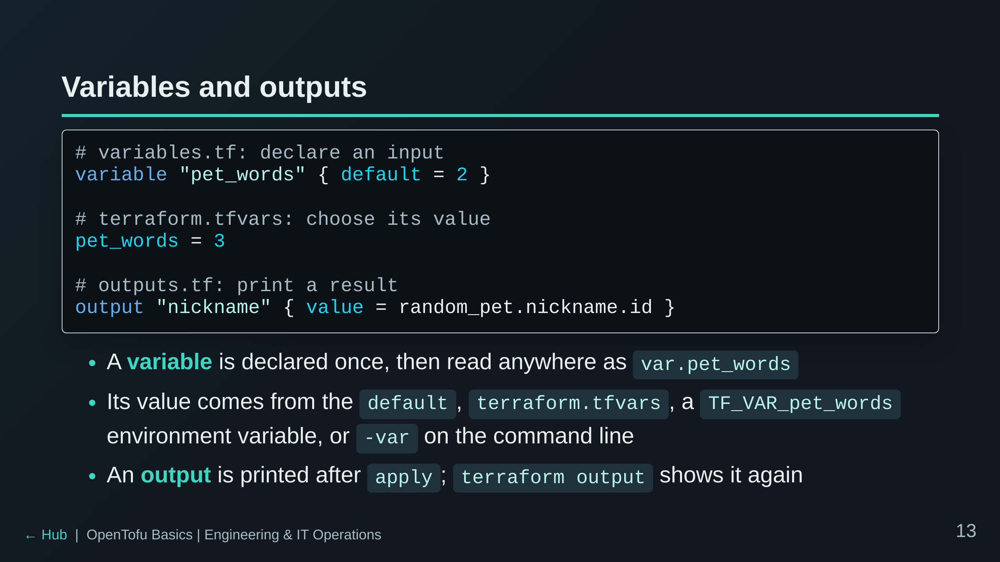 Variables and outputs
# variables.tf: declare an input
variable "pet_words" { default = 2 }
# terraform.tfvars: choose its value
pet_words = 3
# outputs.tf: print a result
output "nickname" { value = random_pet.nickname.id }
• A variable is declared once, then read anywhere as var.pet_words
• Its value comes from the default, terraform.tfvars, a TF_VAR_pet_words
environment variable, or -var on the command line
• An output is printed after apply; terraform output shows it again
← Hub | OpenTofu Basics | Engineering & IT Operations
13